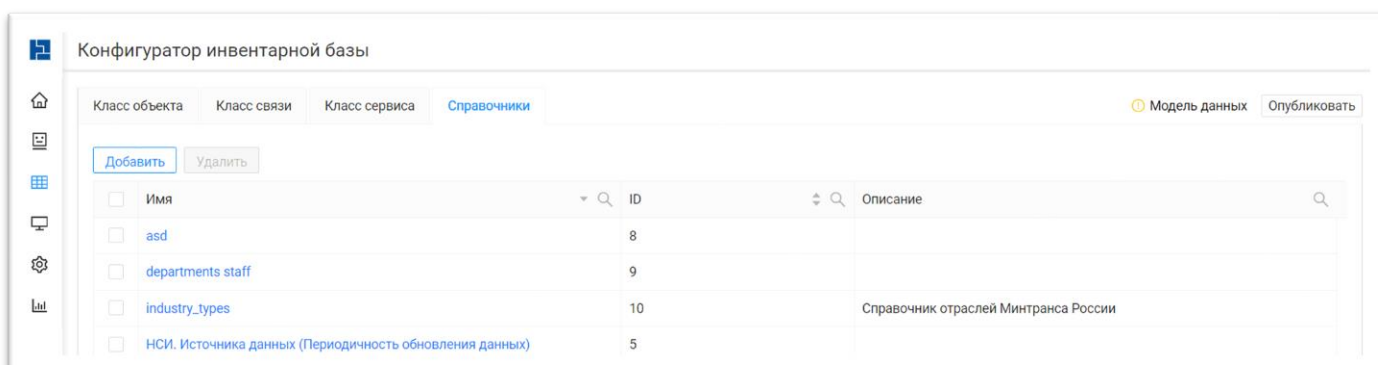 Конфигуратор инвентарной базы
Класс объекта Класс связи Класс сервиса Справочники Модель данных Опубликовать
Добавить Удалить
Имя ID Описание
asd 8
departments staff 9
industry_types 10 Справочник отраслей Минтранса России
НСИ. Источника данных (Периодичность обновления данных) 5